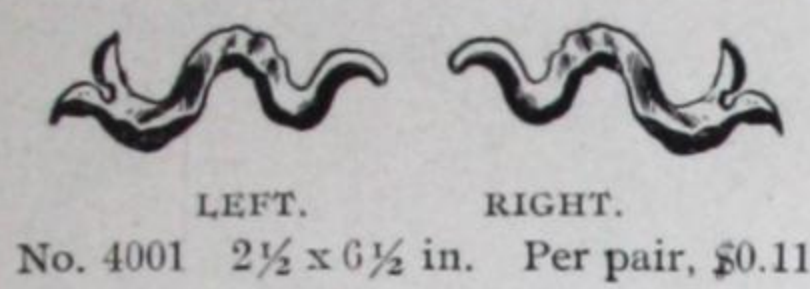 LEFT. RIGHT.
No. 4001 2½ x 6½ in. Per pair, $0.11